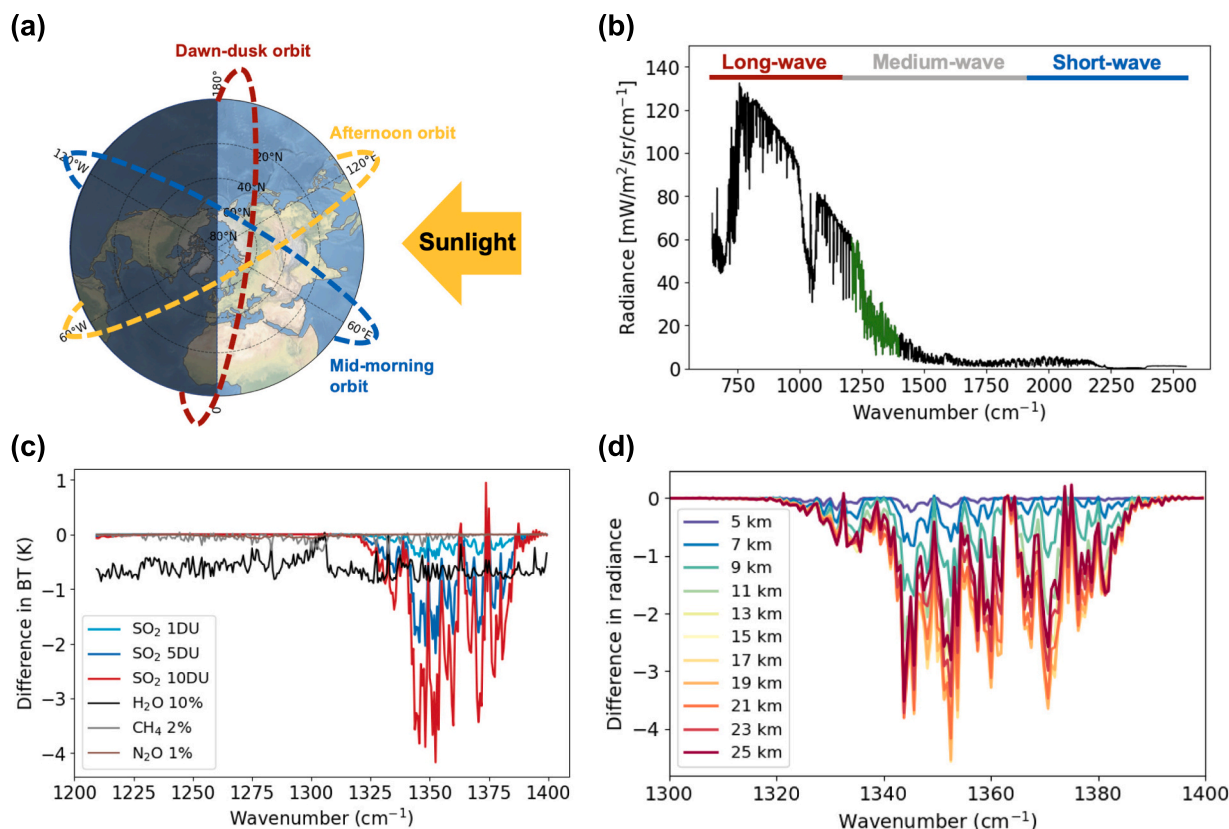 (a)
Dawn-dusk orbit
180°
Afternoon orbit
120°W
20°N
120°E
40°N
60°N
80°N
Sunlight
60°W
60°E
Mid-morning
orbit
0
(b)
Long-wave
Medium-wave
Short-wave
140
120
100
80
60
40
20
0
Radiance [mW/m²/sr/cm⁻¹]
750
1000
1250
1500
1750
2000
2250
2500
Wavenumber (cm⁻¹)
(c)
1
0
−1
−2
−3
−4
Difference in BT (K)
SO₂ 1DU
SO₂ 5DU
SO₂ 10DU
H₂O 10%
CH₄ 2%
N₂O 1%
1200
1225
1250
1275
1300
1325
1350
1375
1400
Wavenumber (cm⁻¹)
(d)
0
−1
−2
−3
−4
Difference in radiance
5 km
7 km
9 km
11 km
13 km
15 km
17 km
19 km
21 km
23 km
25 km
1300
1320
1340
1360
1380
1400
Wavenumber (cm⁻¹)